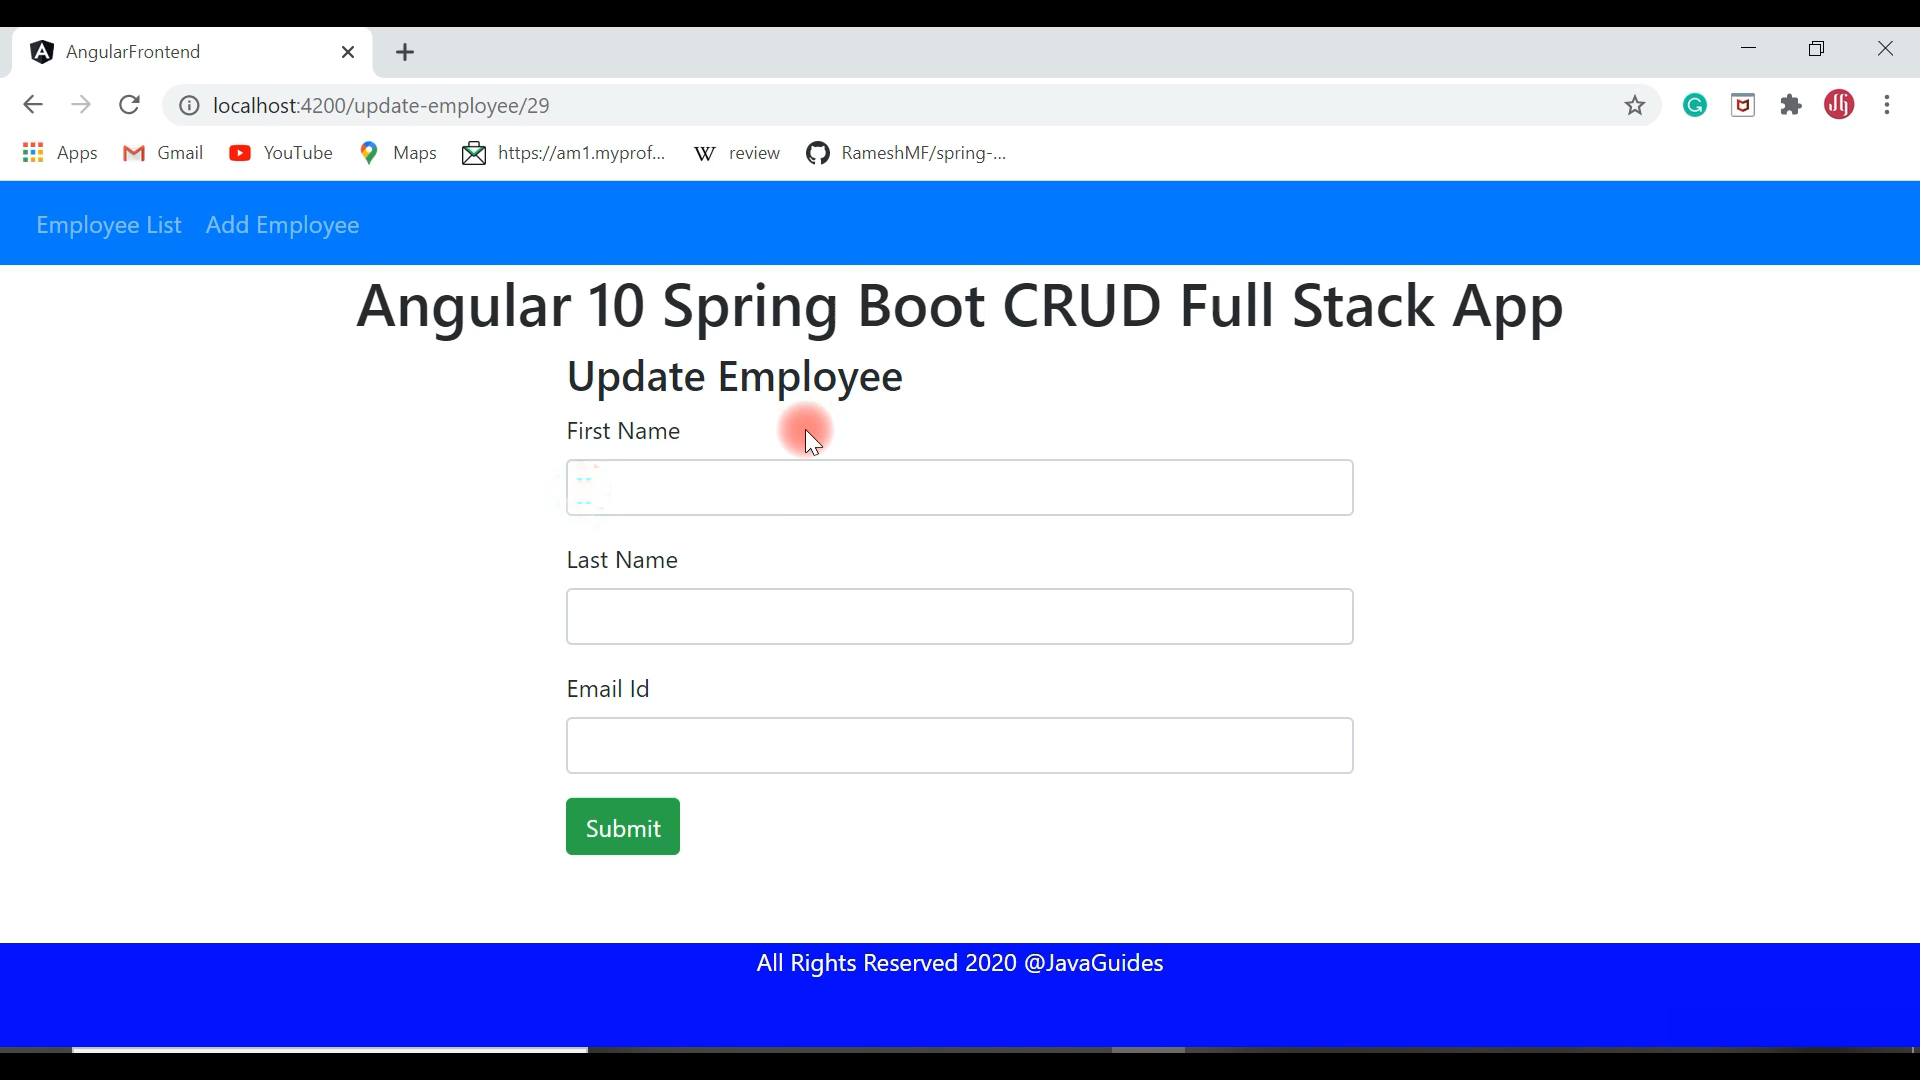 AngularFrontend
localhost:4200/update-employee/29
Apps Gmail YouTube Maps https://am1.myprof... review RameshMF/spring-...
Employee List Add Employee
Angular 10 Spring Boot CRUD Full Stack App
Update Employee
First Name
Last Name
Email Id
Submit
All Rights Reserved 2020 @JavaGuides